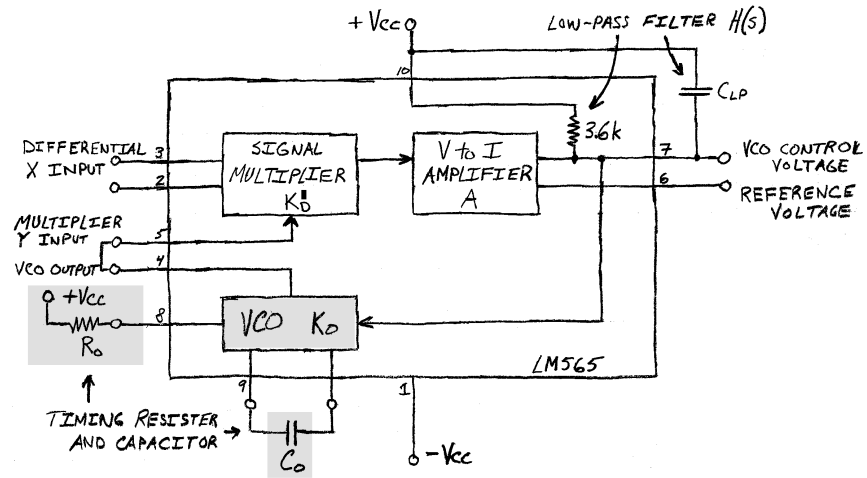 +Vcc
LOW-PASS FILTER H(s)
10
CLP
3.6k
DIFFERENTIAL
X INPUT
3
2
SIGNAL
MULTIPLIER
KD'
V to I
AMPLIFIER
A
7
6
VCO CONTROL
VOLTAGE
REFERENCE
VOLTAGE
MULTIPLIER
Y INPUT
5
VCO OUTPUT
4
+Vcc
8
Ro
VCO Ko
LM565
9
1
TIMING RESISTER
AND CAPACITOR
Co
-Vcc